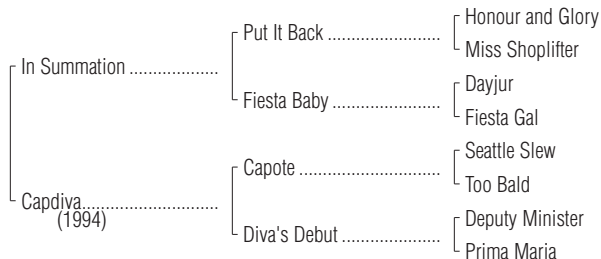 Honour and Glory
Put It Back ......................
Miss Shoplifter
In Summation ..................
Dayjur
Fiesta Baby .....................
Fiesta Gal
Seattle Slew
Capote ............................
Too Bald
Capdiva...........................
(1994)
Deputy Minister
Diva's Debut ...................
Prima Maria